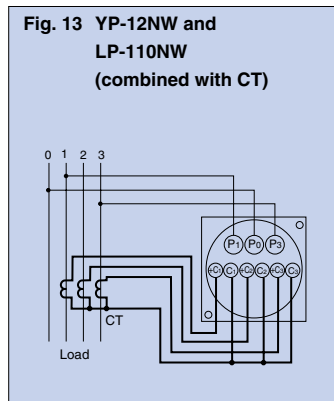 Fig. 13 YP-12NW and
LP-110NW
(combined with CT)
0 1 2 3
P1 P0 P3
+C1 C1 +C2 C2 +C3 C3
CT
Load